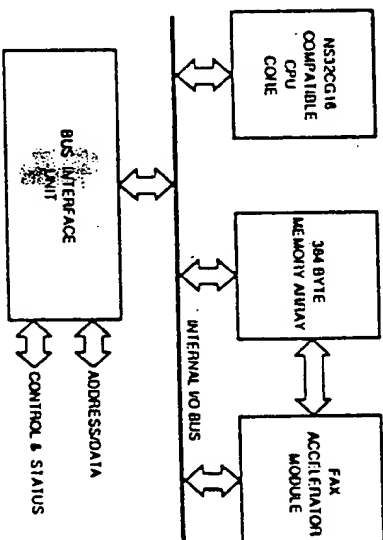 NS32CG16
COMPATIBLE
CPU
CORE
384 BYTE
MEMORY ARRAY
FAX
ACCELERATOR
MODULE
INTERNAL I/O BUS
BUS INTERFACE
UNIT
ADDRESS/DATA
CONTROL & STATUS